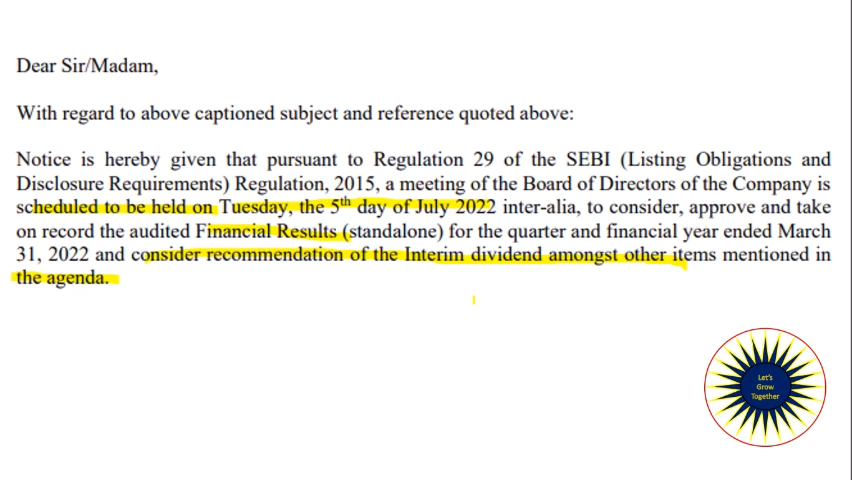 Dear Sir/Madam,
With regard to above captioned subject and reference quoted above:
Notice is hereby given that pursuant to Regulation 29 of the SEBI (Listing Obligations and
Disclosure Requirements) Regulation, 2015, a meeting of the Board of Directors of the Company is
scheduled to be held on Tuesday, the 5th day of July 2022 inter-alia, to consider, approve and take
on record the audited Financial Results (standalone) for the quarter and financial year ended March
31, 2022 and consider recommendation of the Interim dividend amongst other items mentioned in
the agenda.
Let's
Grow
Together